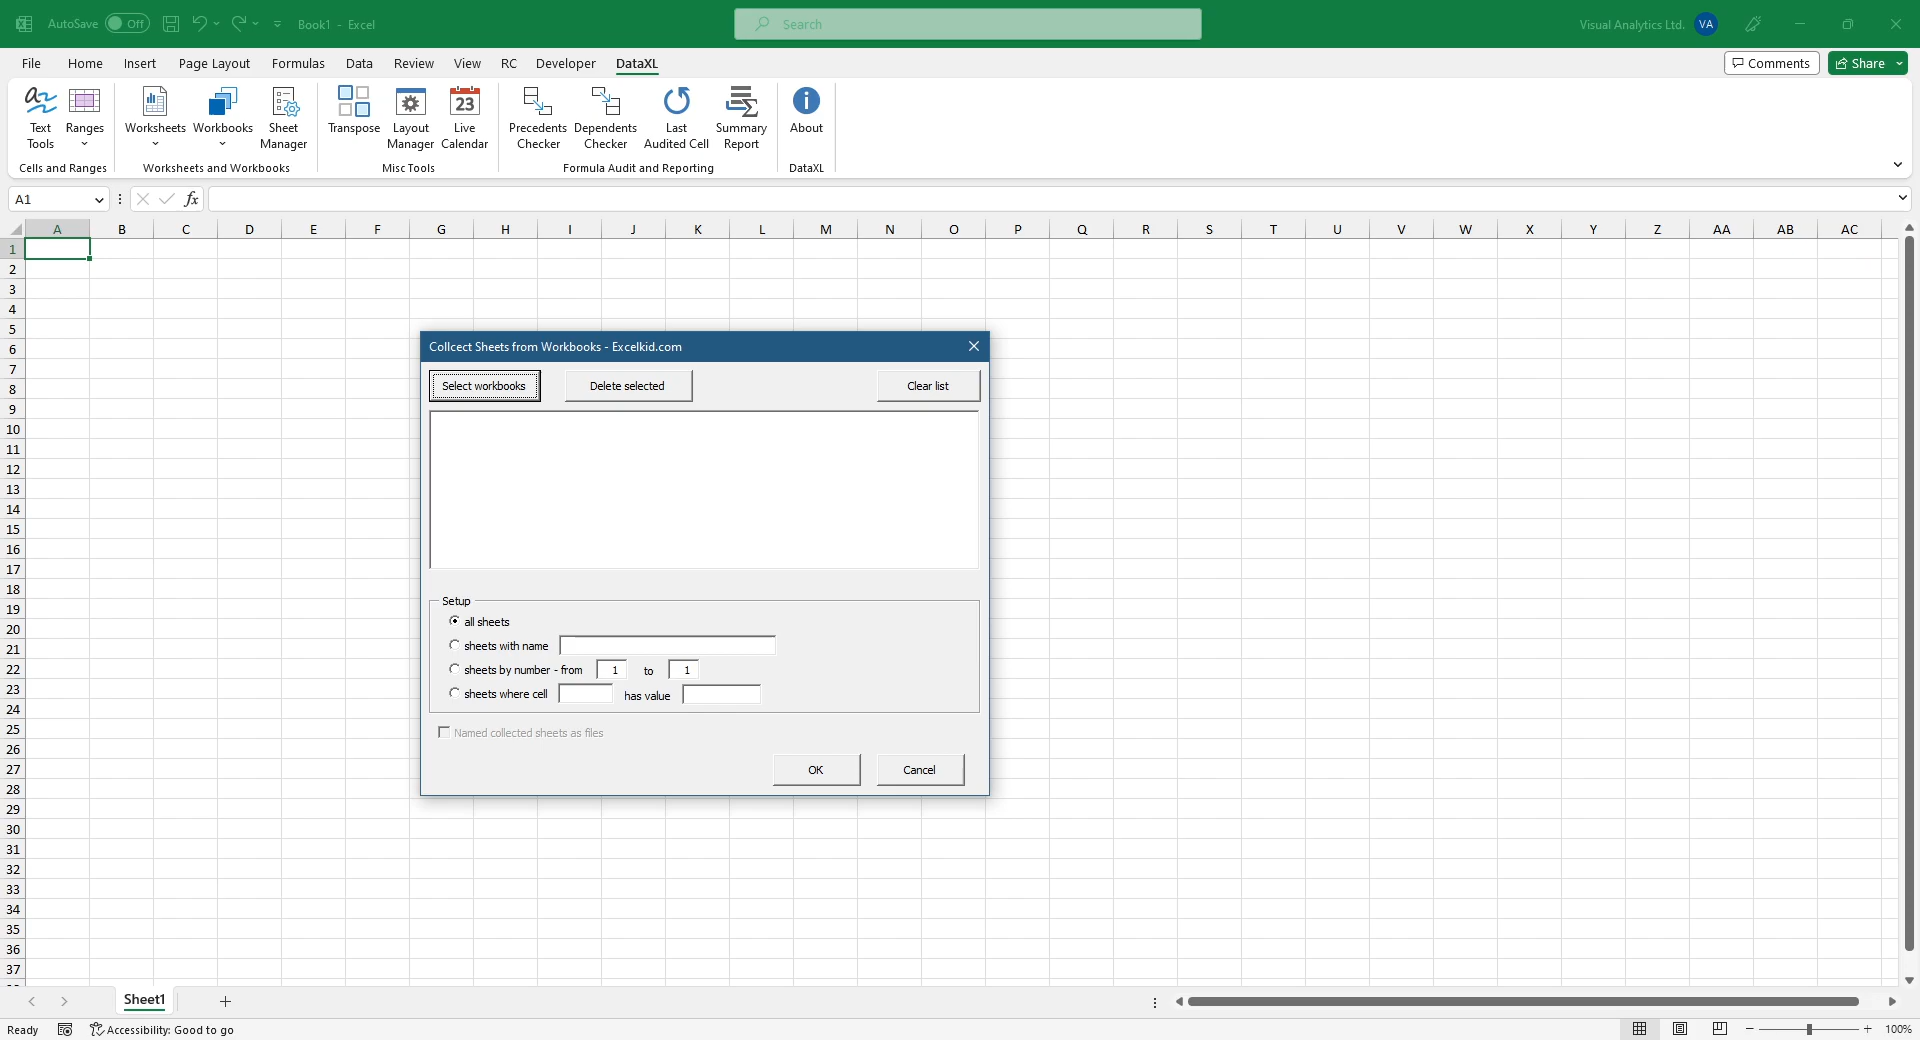 AutoSave Off Book1 - Excel Search Visual Analytics Ltd. VA
File Home Insert Page Layout Formulas Data Review View RC Developer DataXL Comments Share
Text Tools
Ranges
Cells and Ranges
Worksheets
Workbooks
Sheet Manager
Worksheets and Workbooks
Transpose
Layout Manager
23
Live Calendar
Misc Tools
Precedents Checker
Dependents Checker
Last Audited Cell
Summary Report
Formula Audit and Reporting
About
DataXL
A1 fx
A B C D E F G H I J K L M N O P Q R S T U V W X Y Z AA AB AC
1
2
3
4
5
6
7
8
9
10
11
12
13
14
15
16
17
18
19
20
21
22
23
24
25
26
27
28
29
30
31
32
33
34
35
36
37
Collcect Sheets from Workbooks - Excelkid.com
Select workbooks Delete selected Clear list
Setup
all sheets
sheets with name
sheets by number - from 1 to 1
sheets where cell has value
Named collected sheets as files
OK Cancel
Sheet1
Ready Accessibility: Good to go 100%